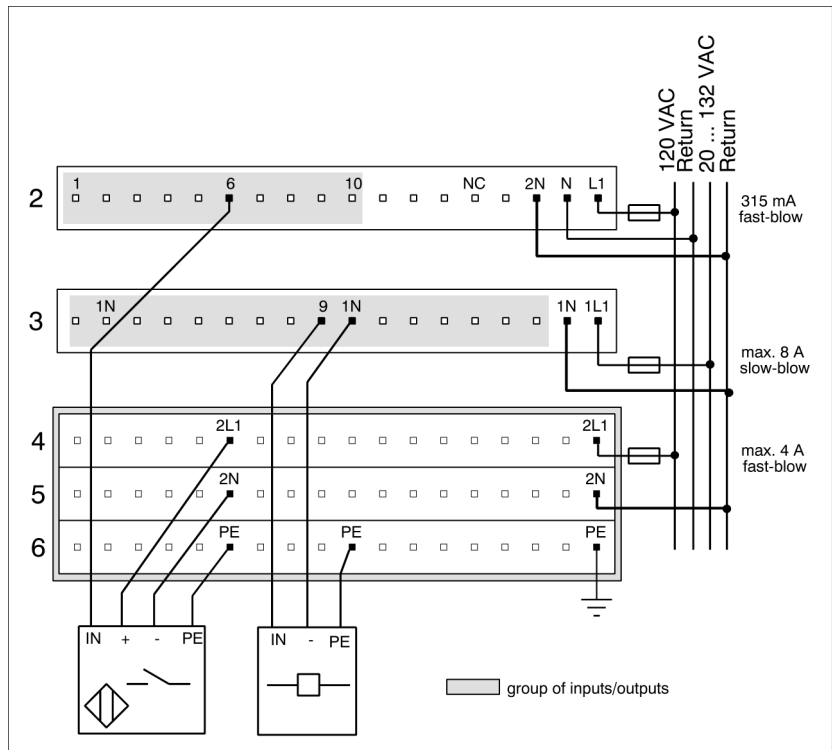 120 VAC
Return
20 ... 132 VAC
Return
1 6 10 NC 2N N L1
2
315 mA
fast-blow
1N 9 1N 1N 1L1
3
max. 8 A
slow-blow
2L1 2L1
4
max. 4 A
fast-blow
2N 2N
5
PE PE PE
6
IN + - PE
IN - PE
group of inputs/outputs